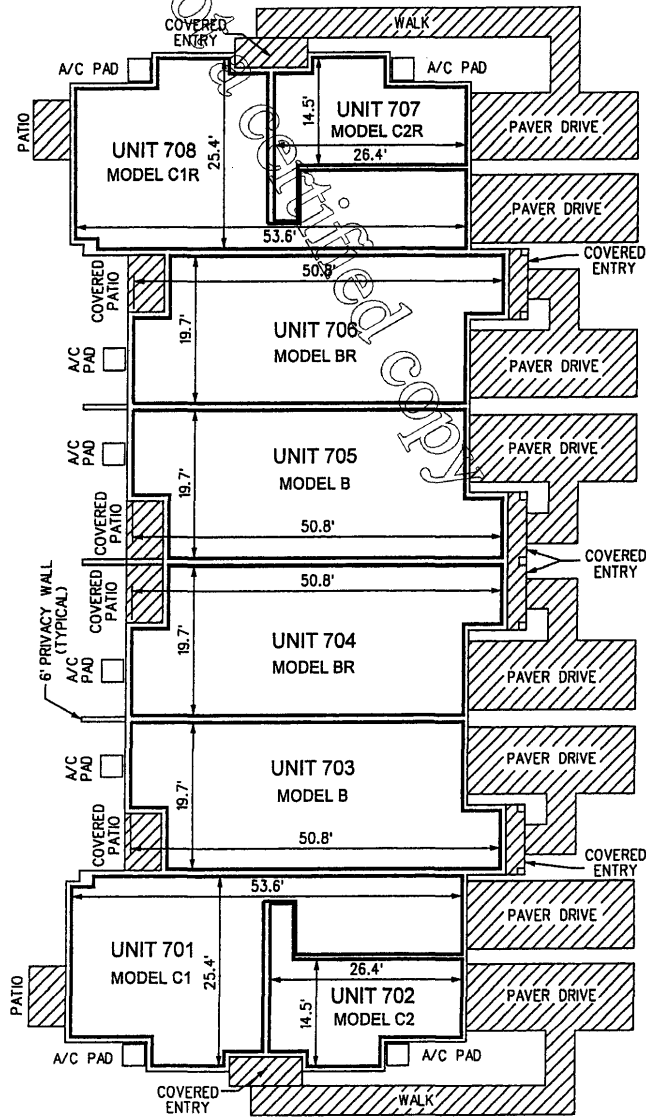 WALK
COVERED
ENTRY
A/C PAD
A/C PAD
PATIO
UNIT 708
MODEL C1R
25.4'
14.5'
UNIT 707
MODEL C2R
26.4'
53.6'
PAVER DRIVE
PAVER DRIVE
COVERED
ENTRY
COVERED
PATIO
50.8'
19.7'
UNIT 706
MODEL BR
A/C
PAD
PAVER DRIVE
A/C
PAD
19.7'
UNIT 705
MODEL B
PAVER DRIVE
COVERED
PATIO
50.8'
COVERED
ENTRY
COVERED
PATIO
50.8'
6' PRIVACY WALL
(TYPICAL)
19.7'
UNIT 704
MODEL BR
A/C
PAD
PAVER DRIVE
A/C
PAD
19.7'
UNIT 703
MODEL B
PAVER DRIVE
COVERED
PATIO
50.8'
COVERED
ENTRY
53.6'
PAVER DRIVE
UNIT 701
MODEL C1
25.4'
26.4'
14.5'
UNIT 702
MODEL C2
PAVER DRIVE
PATIO
A/C PAD
A/C PAD
COVERED
ENTRY
WALK
a certified copy